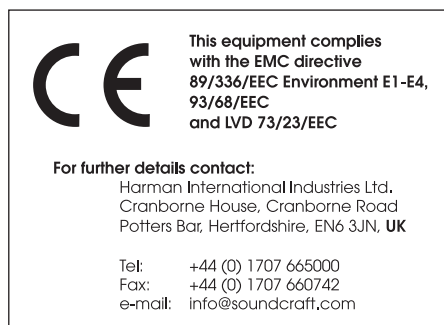 CE
This equipment complies
with the EMC directive
89/336/EEC Environment E1-E4,
93/68/EEC
and LVD 73/23/EEC
For further details contact:
Harman International Industries Ltd.
Cranborne House, Cranborne Road
Potters Bar, Hertfordshire, EN6 3JN, UK
Tel: +44 (0) 1707 665000
Fax: +44 (0) 1707 660742
e-mail: info@soundcraft.com